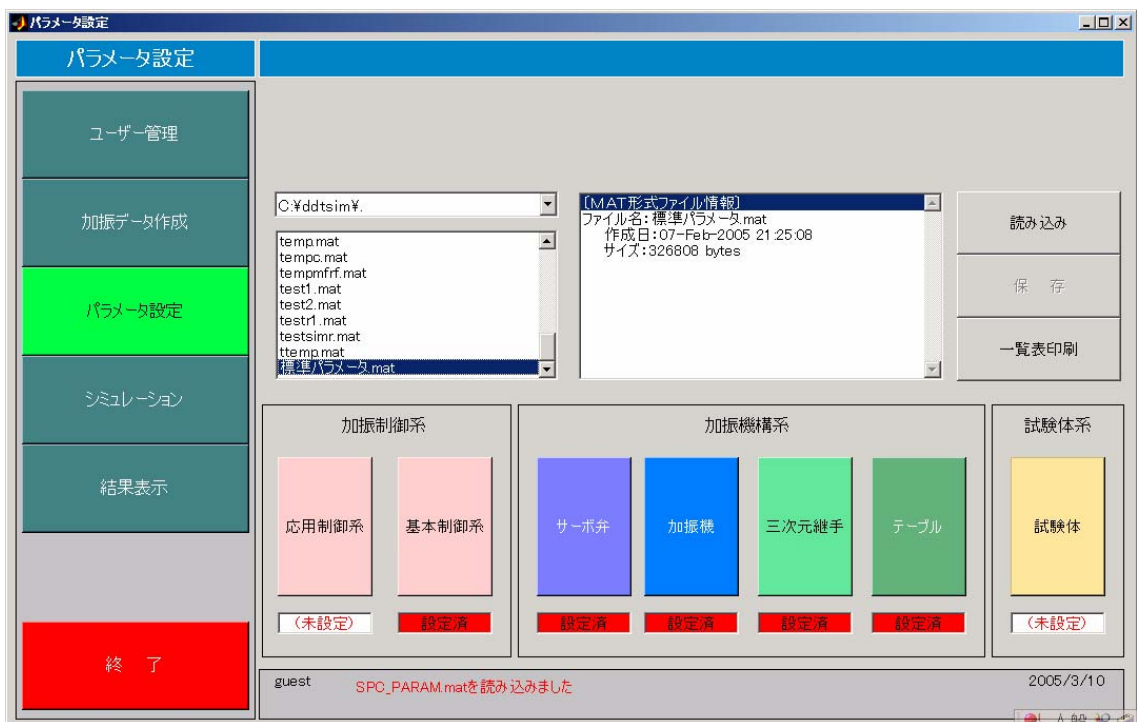 パラメータ設定
パラメータ設定
ユーザー管理
加振データ作成
パラメータ設定
シミュレーション
結果表示
終 了
C:¥ddtsim¥.
temp.mat
tempc.mat
tempmfrf.mat
test1.mat
test2.mat
testr1.mat
testsimr.mat
ttemp.mat
標準パラメータ.mat
[MAT形式ファイル情報]
ファイル名:標準パラメータ.mat
作成日:07-Feb-2005 21:25:08
サイズ:326808 bytes
読み込み
保 存
一覧表印刷
加振制御系
応用制御系
基本制御系
(未設定)
設定済
加振機構系
サーボ弁
加振機
三次元継手
テーブル
設定済
設定済
設定済
設定済
試験体系
試験体
(未設定)
guest
SPC_PARAM.matを読み込みました
2005/3/10